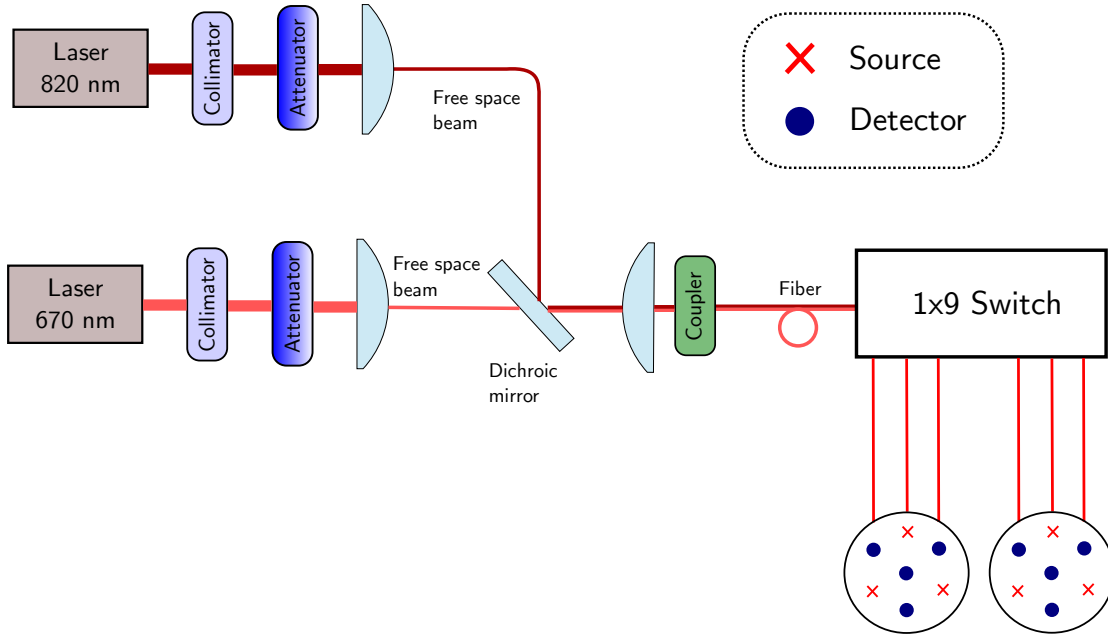 Laser
820 nm
Collimator
Attenuator
Free space
beam
Source
Detector
Laser
670 nm
Collimator
Attenuator
Free space
beam
Dichroic
mirror
Coupler
Fiber
1x9 Switch